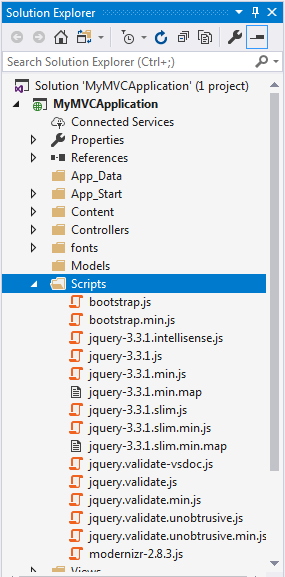 Solution Explorer
Search Solution Explorer (Ctrl+;)
Solution 'MyMVCApplication' (1 project)
MyMVCApplication
Connected Services
Properties
References
App_Data
App_Start
Content
Controllers
fonts
Models
Scripts
bootstrap.js
bootstrap.min.js
jquery-3.3.1.intellisense.js
jquery-3.3.1.js
jquery-3.3.1.min.js
jquery-3.3.1.min.map
jquery-3.3.1.slim.js
jquery-3.3.1.slim.min.js
jquery-3.3.1.slim.min.map
jquery.validate-vsdoc.js
jquery.validate.js
jquery.validate.min.js
jquery.validate.unobtrusive.js
jquery.validate.unobtrusive.min.js
modernizr-2.8.3.js
Views